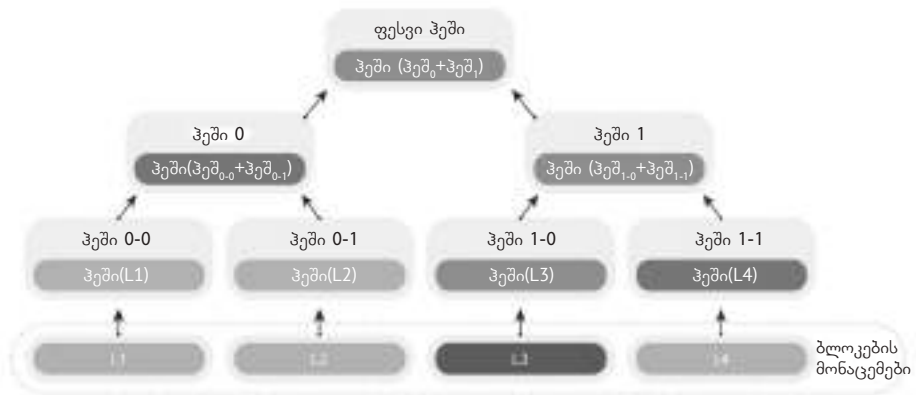 ფესვი ჰეში
ჰეში (ჰეშ₀+ჰეშ₁)
ჰეში 0
ჰეში 1
ჰეში(ჰეშ₀₋₀+ჰეშ₀₋₁)
ჰეში (ჰეშ₁₋₀+ჰეშ₁₋₁)
ჰეში 0-0
ჰეში 0-1
ჰეში 1-0
ჰეში 1-1
ჰეში(L1)
ჰეში(L2)
ჰეში(L3)
ჰეში(L4)
L1
L2
L3
L4
ბლოკების
მონაცემები